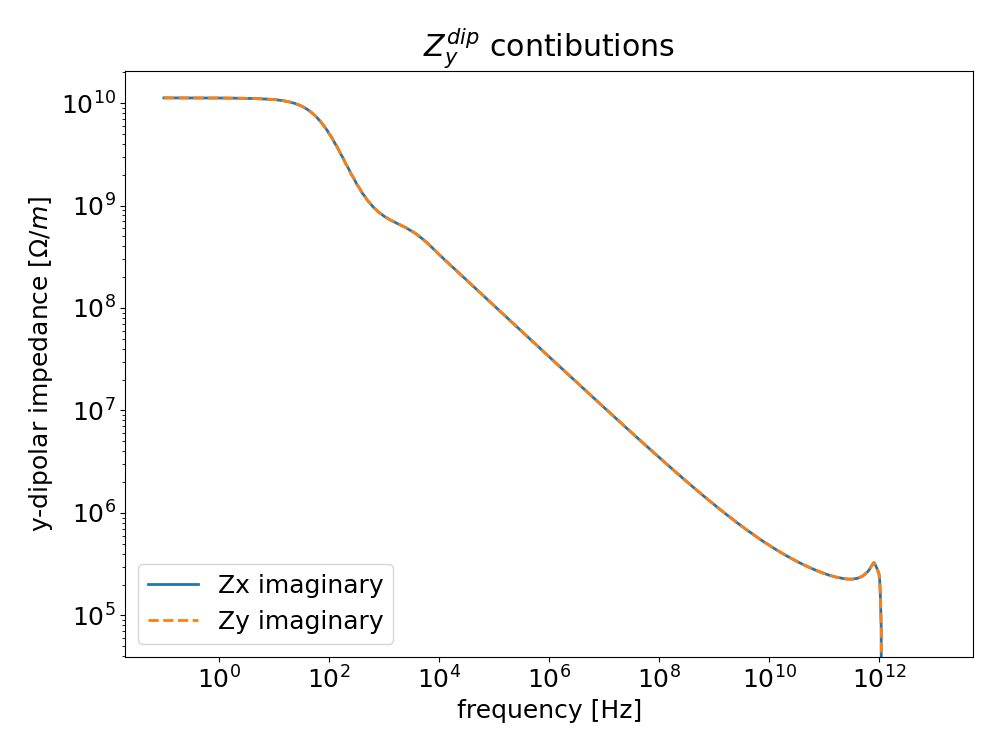 $Z_y^{dip}$ contibutions
y-dipolar impedance [Ω/m]
10^10
10^9
10^8
10^7
10^6
10^5
Zx imaginary
Zy imaginary
10^0 10^2 10^4 10^6 10^8 10^10 10^12
frequency [Hz]